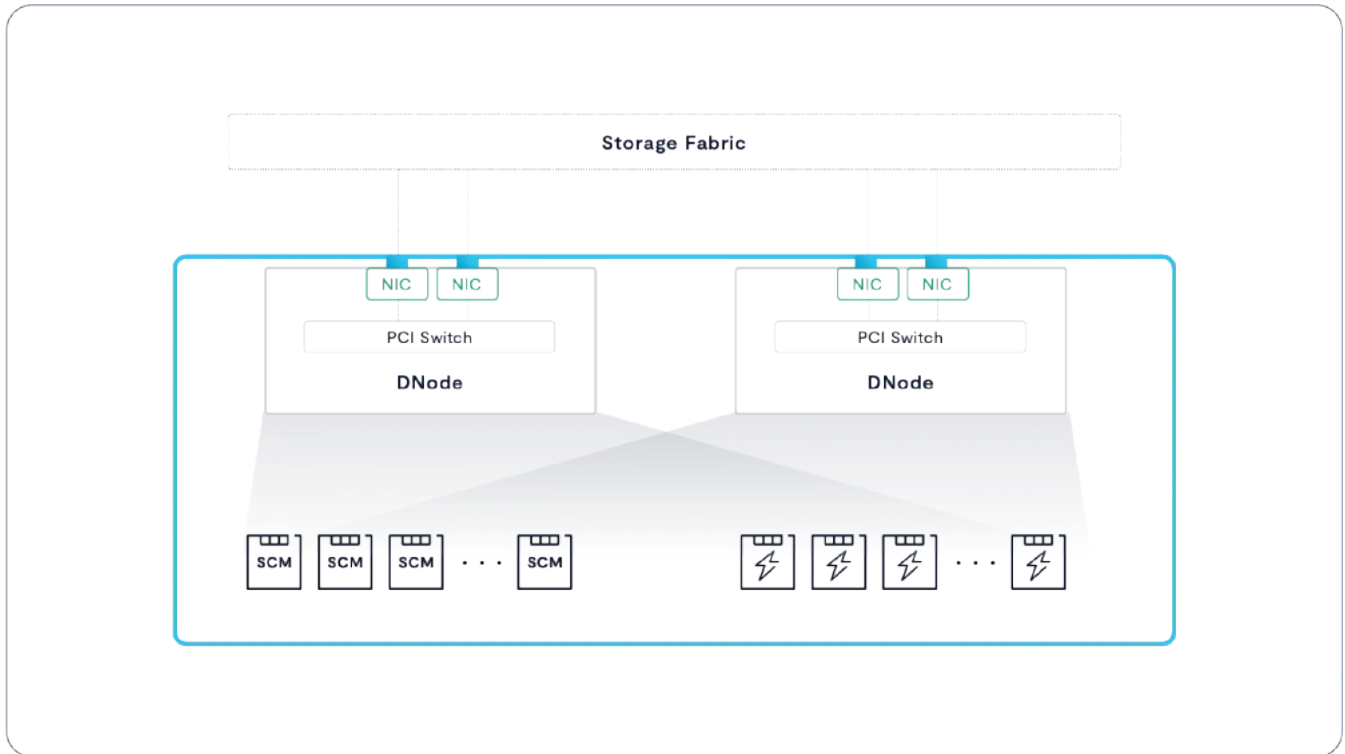 Storage Fabric
NIC NIC NIC NIC
PCI Switch PCI Switch
DNode DNode
SCM SCM SCM · · · SCM · · ·